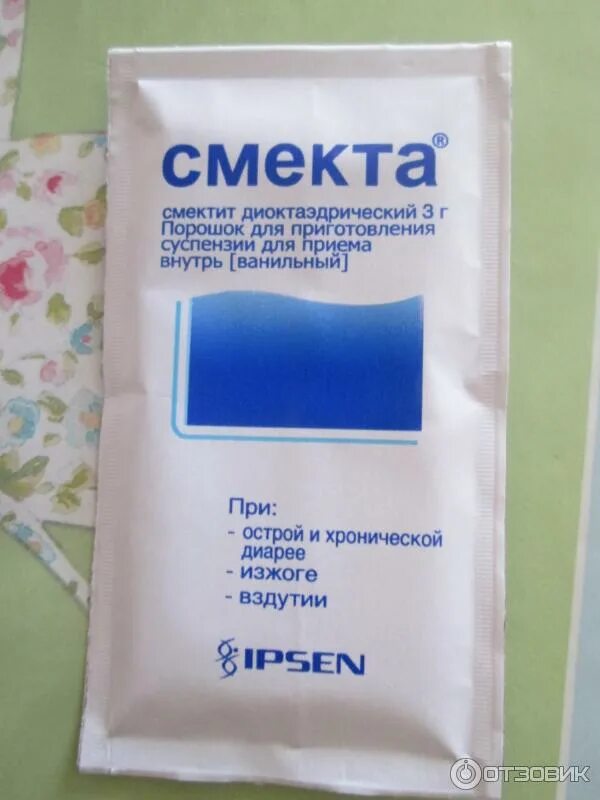 смекта®
смектит диоктаэдрический 3 г
Порошок для приготовления
суспензии для приема
внутрь [ванильный]
При:
- острой и хронической
диарее
- изжоге
- вздутии
IPSEN
ОТЗОВИК